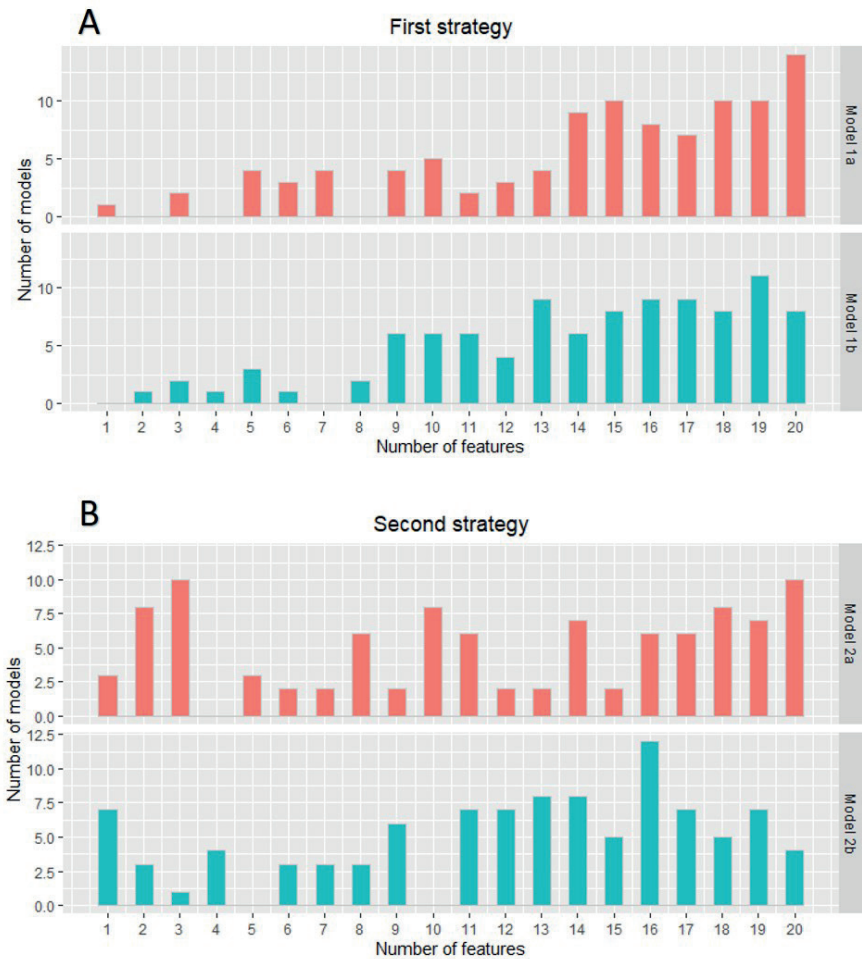 A
First strategy
10
5
0
Model 1a
10
5
0
Model 1b
Number of models
1 2 3 4 5 6 7 8 9 10 11 12 13 14 15 16 17 18 19 20
Number of features
B
Second strategy
12.5
10.0
7.5
5.0
2.5
0.0
Model 2a
12.5
10.0
7.5
5.0
2.5
0.0
Model 2b
Number of models
1 2 3 4 5 6 7 8 9 10 11 12 13 14 15 16 17 18 19 20
Number of features